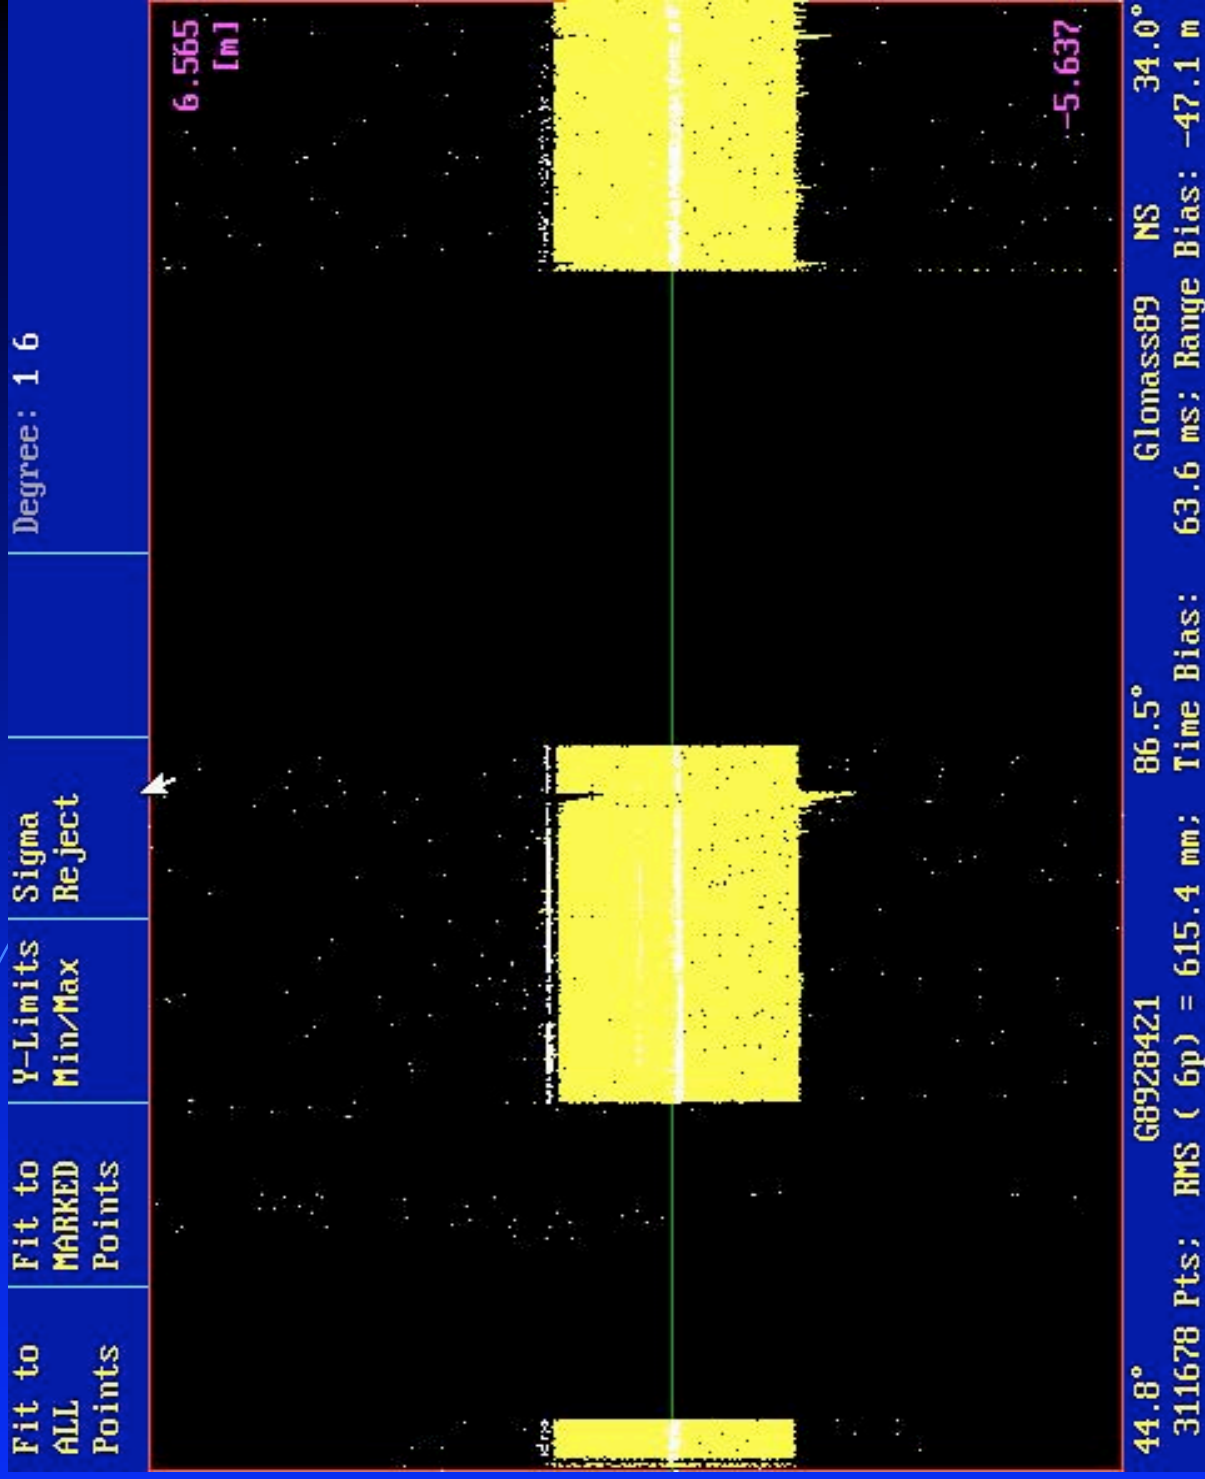 Fit to Fit to Y-Limits Sigma Degree: 1 6
ALL MARKED Min/Max Reject
Points Points
6.565
[m]
-5.637
44.8° G8928421 86.5° Glonass89 NS 34.0°
311678 Pts; RMS ( 6p) = 615.4 mm; Time Bias: 63.6 ms; Range Bias: -47.1 m